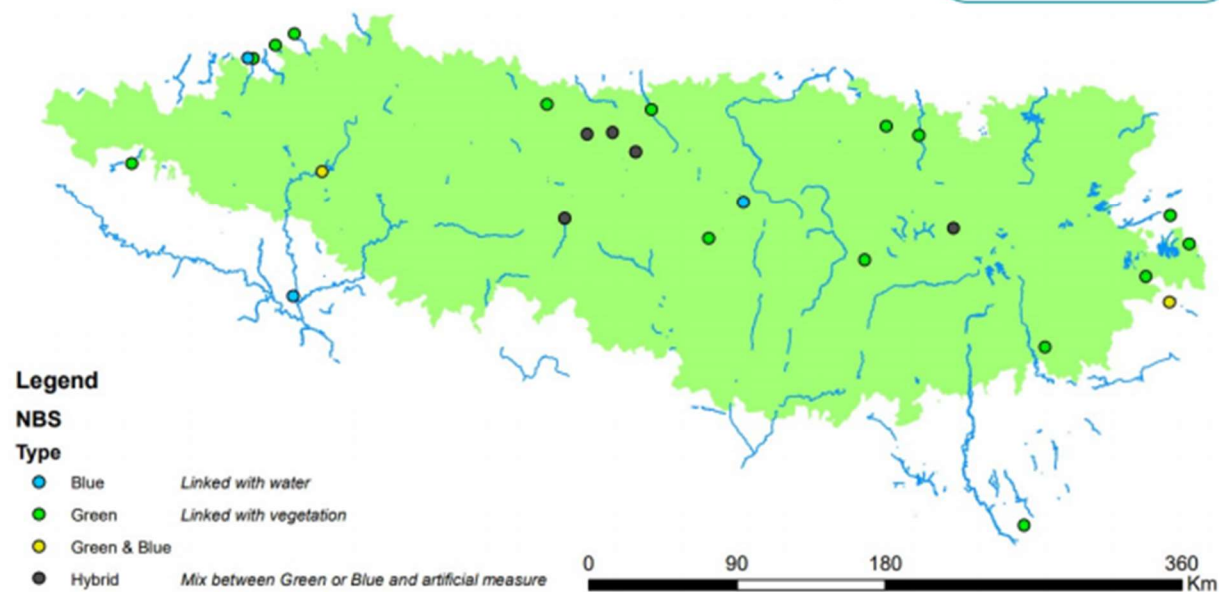 Legend
NBS
Type
Blue Linked with water
Green Linked with vegetation
Green & Blue
Hybrid Mix between Green or Blue and artificial measure
0 90 180 360
Km